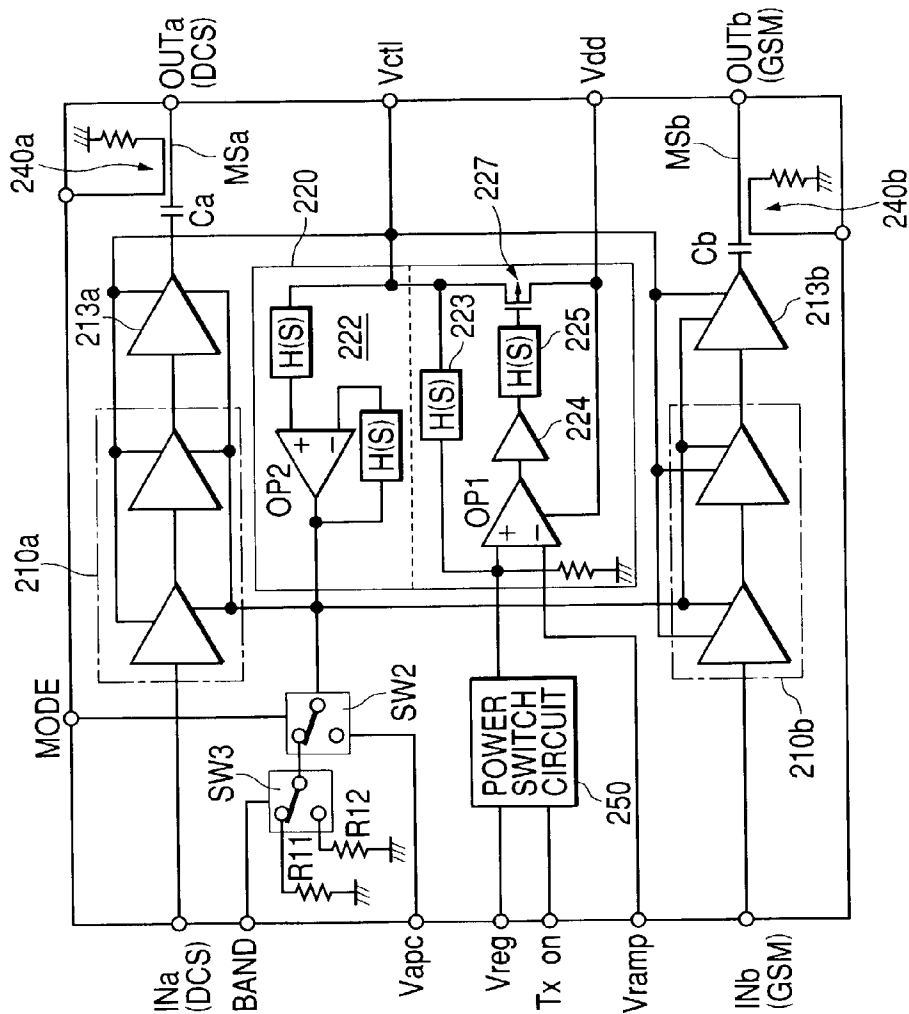 240a
OUTa
(DCS)
MSa
Ca
213a
210a
MODE
220
Vctl
H(S)
222
H(S)
OP2
+
−
223
H(S)
227
H(S)
225
224
OP1
+
−
Vdd
SW2
SW3
R11
R12
POWER
SWITCH
CIRCUIT
250
INa
(DCS)
BAND
Vapc
Vreg
Tx on
Vramp
INb
(GSM)
210b
213b
Cb
MSb
240b
OUTb
(GSM)